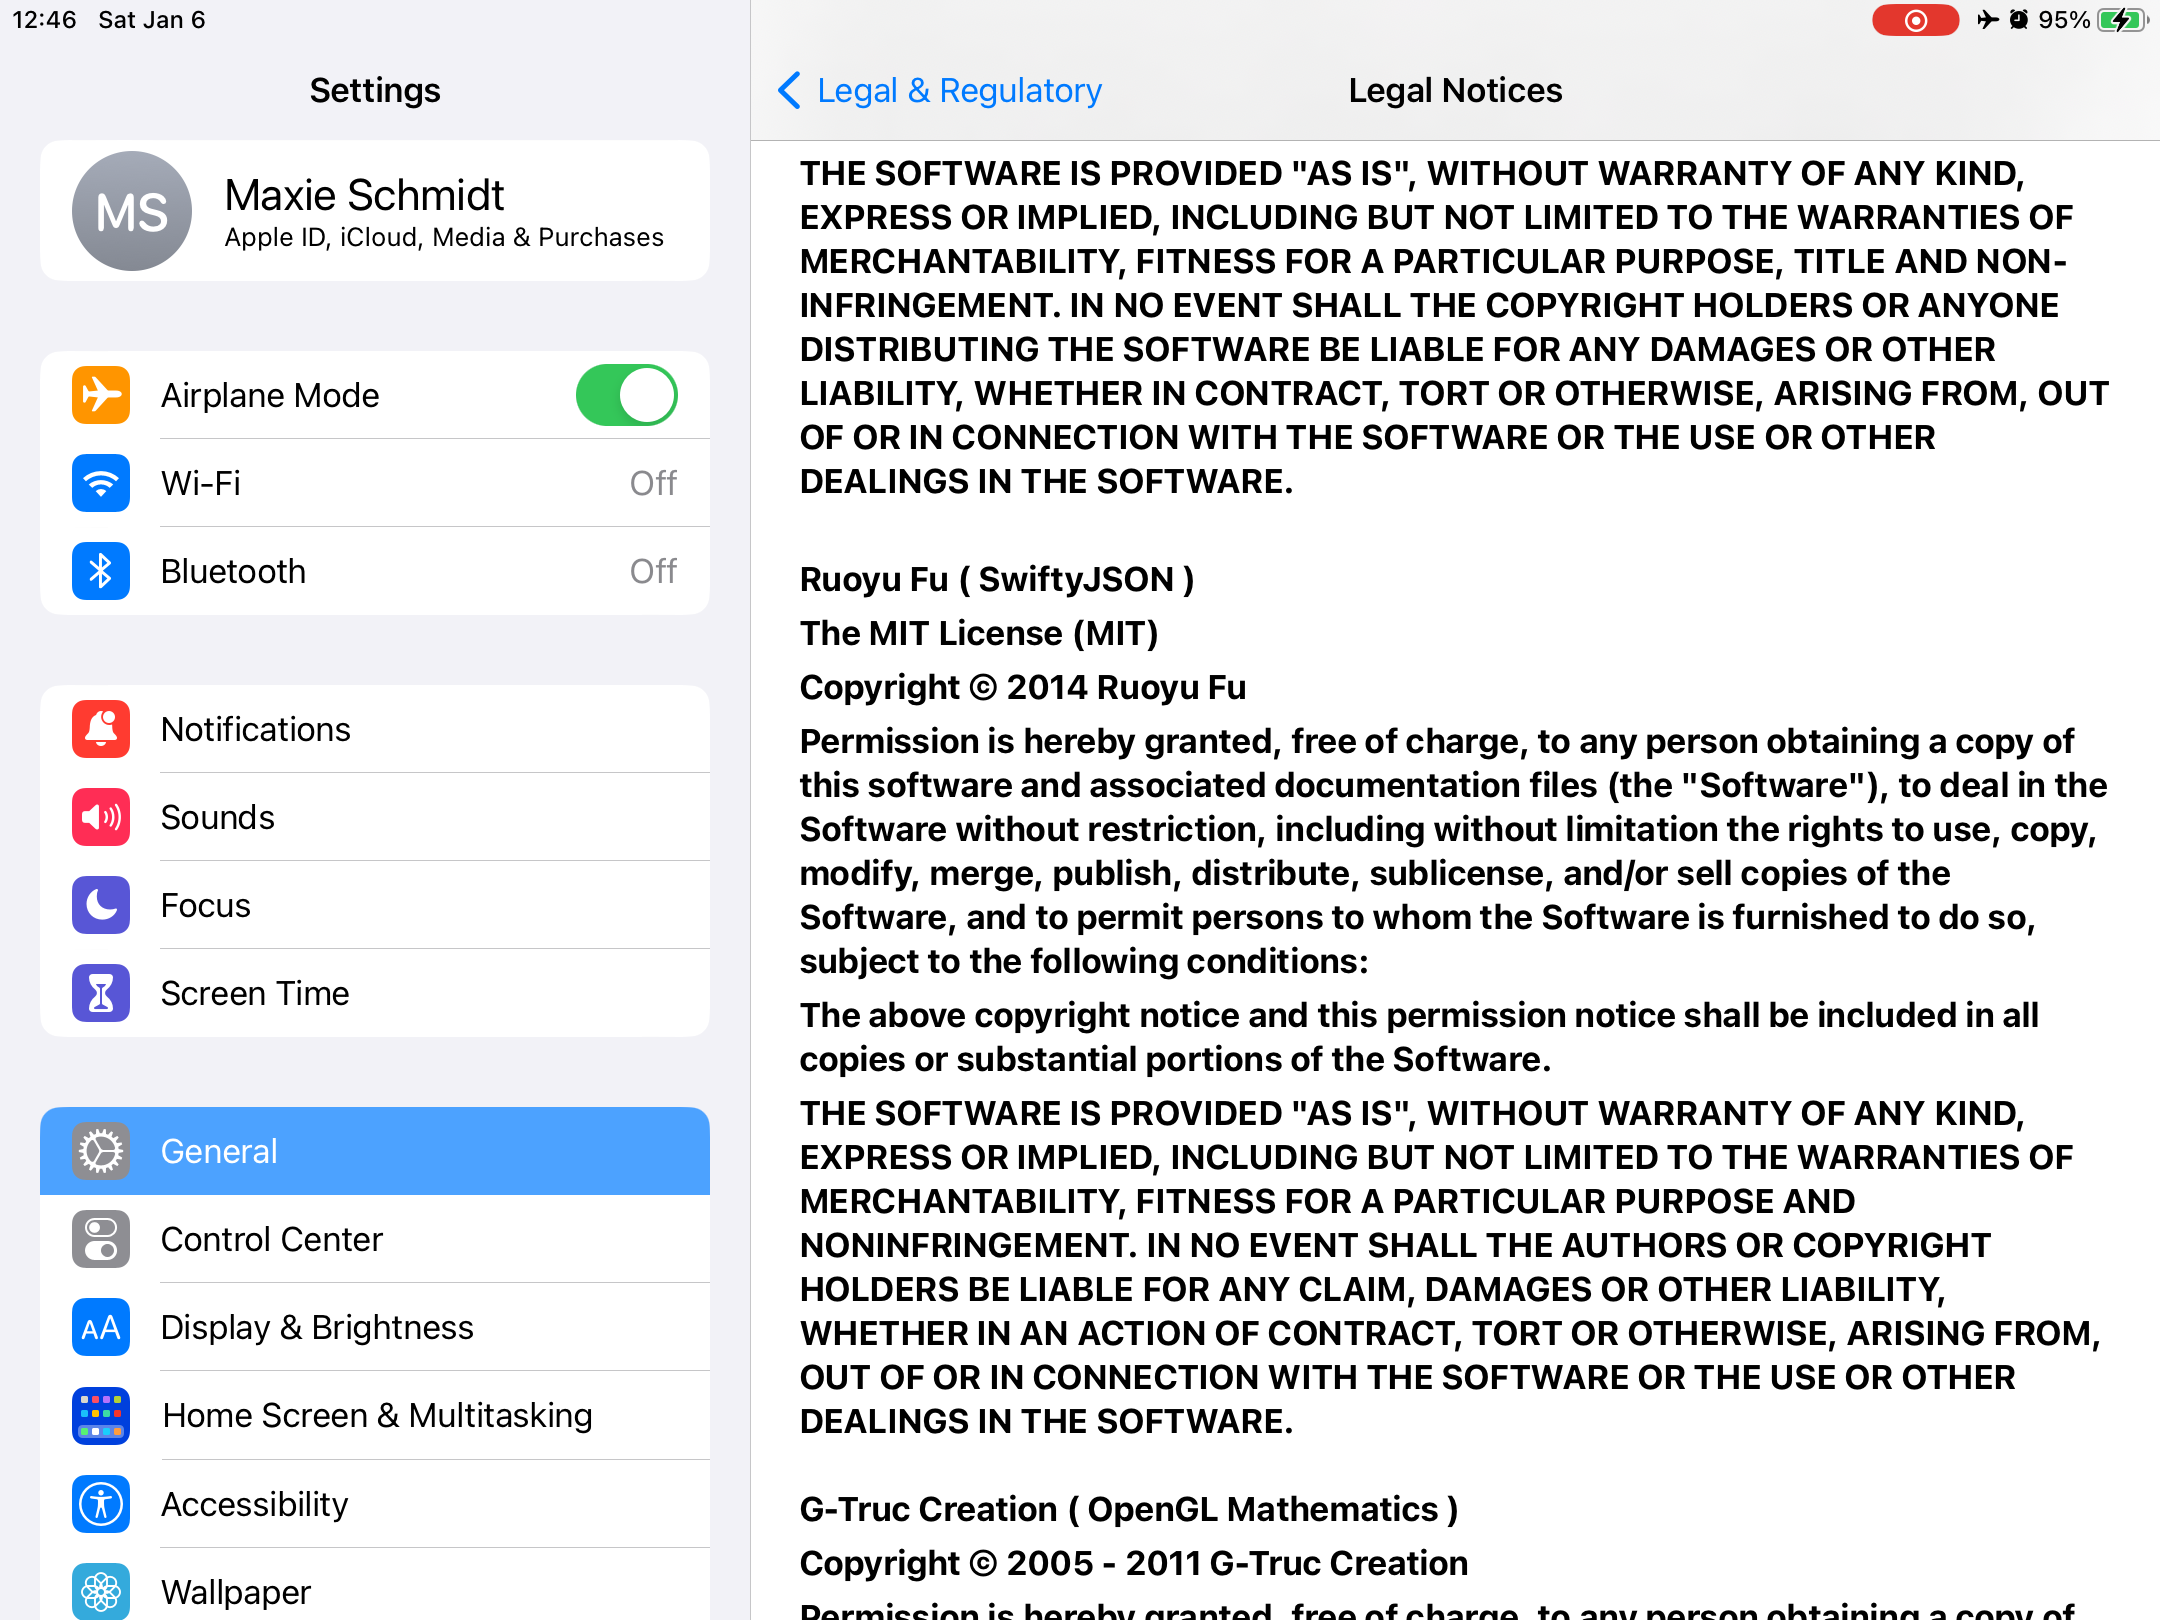 12:46 Sat Jan 6
95%
Settings
MS
Maxie Schmidt
Apple ID, iCloud, Media & Purchases
Airplane Mode
Wi-Fi Off
Bluetooth Off
Notifications
Sounds
Focus
Screen Time
General
Control Center
AA Display & Brightness
Home Screen & Multitasking
Accessibility
Wallpaper
Legal & Regulatory
Legal Notices
THE SOFTWARE IS PROVIDED "AS IS", WITHOUT WARRANTY OF ANY KIND,
EXPRESS OR IMPLIED, INCLUDING BUT NOT LIMITED TO THE WARRANTIES OF
MERCHANTABILITY, FITNESS FOR A PARTICULAR PURPOSE, TITLE AND NON-
INFRINGEMENT. IN NO EVENT SHALL THE COPYRIGHT HOLDERS OR ANYONE
DISTRIBUTING THE SOFTWARE BE LIABLE FOR ANY DAMAGES OR OTHER
LIABILITY, WHETHER IN CONTRACT, TORT OR OTHERWISE, ARISING FROM, OUT
OF OR IN CONNECTION WITH THE SOFTWARE OR THE USE OR OTHER
DEALINGS IN THE SOFTWARE.
Ruoyu Fu ( SwiftyJSON )
The MIT License (MIT)
Copyright © 2014 Ruoyu Fu
Permission is hereby granted, free of charge, to any person obtaining a copy of
this software and associated documentation files (the "Software"), to deal in the
Software without restriction, including without limitation the rights to use, copy,
modify, merge, publish, distribute, sublicense, and/or sell copies of the
Software, and to permit persons to whom the Software is furnished to do so,
subject to the following conditions:
The above copyright notice and this permission notice shall be included in all
copies or substantial portions of the Software.
THE SOFTWARE IS PROVIDED "AS IS", WITHOUT WARRANTY OF ANY KIND,
EXPRESS OR IMPLIED, INCLUDING BUT NOT LIMITED TO THE WARRANTIES OF
MERCHANTABILITY, FITNESS FOR A PARTICULAR PURPOSE AND
NONINFRINGEMENT. IN NO EVENT SHALL THE AUTHORS OR COPYRIGHT
HOLDERS BE LIABLE FOR ANY CLAIM, DAMAGES OR OTHER LIABILITY,
WHETHER IN AN ACTION OF CONTRACT, TORT OR OTHERWISE, ARISING FROM,
OUT OF OR IN CONNECTION WITH THE SOFTWARE OR THE USE OR OTHER
DEALINGS IN THE SOFTWARE.
G-Truc Creation ( OpenGL Mathematics )
Copyright © 2005 - 2011 G-Truc Creation
Permission is hereby granted, free of charge, to any person obtaining a copy of